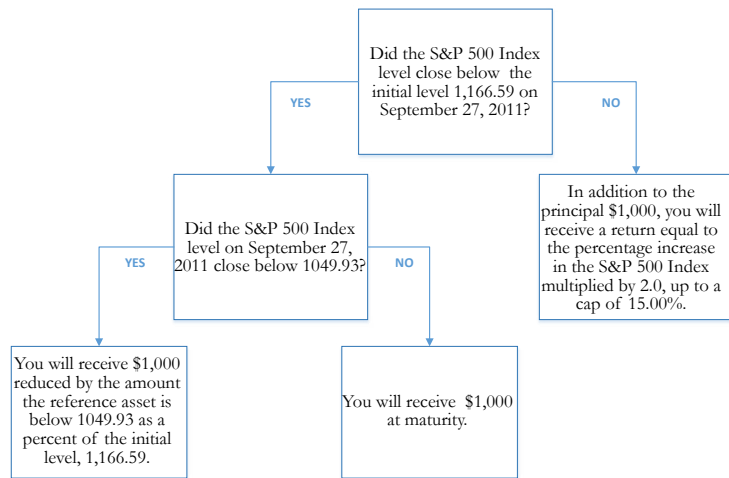 Did the S&P 500 Index
level close below the
initial level 1,166.59 on
September 27, 2011?
YES
NO
Did the S&P 500 Index
level on September 27,
2011 close below 1049.93?
In addition to the
principal $1,000, you will
receive a return equal to
the percentage increase
in the S&P 500 Index
multiplied by 2.0, up to a
cap of 15.00%.
YES
NO
You will receive $1,000
reduced by the amount
the reference asset is
below 1049.93 as a
percent of the initial
level, 1,166.59.
You will receive $1,000
at maturity.